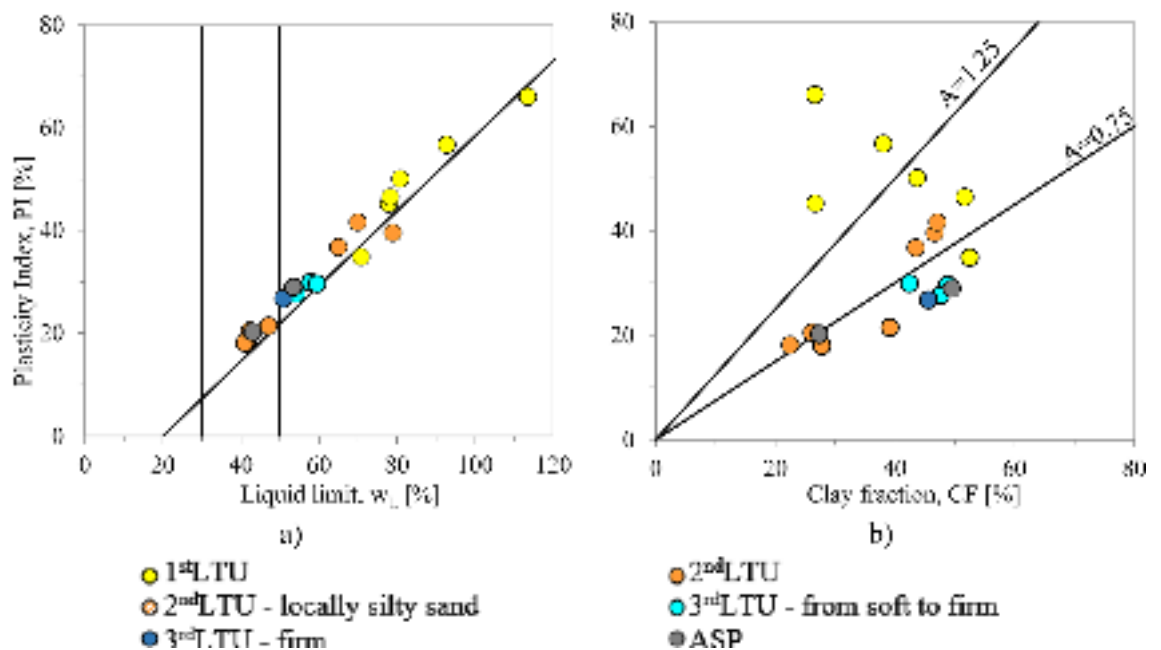 80
60
40
20
0
Plasticity Index, PI [%]
0 20 40 60 80 100 120
Liquid limit, w_L [%]
a)
80
60
40
20
0
A=1.25
A=0.75
0 20 40 60 80
Clay fraction, CF [%]
b)
1stLTU
2ndLTU
2ndLTU - locally silty sand
3rdLTU - from soft to firm
3rdLTU - firm
ASP